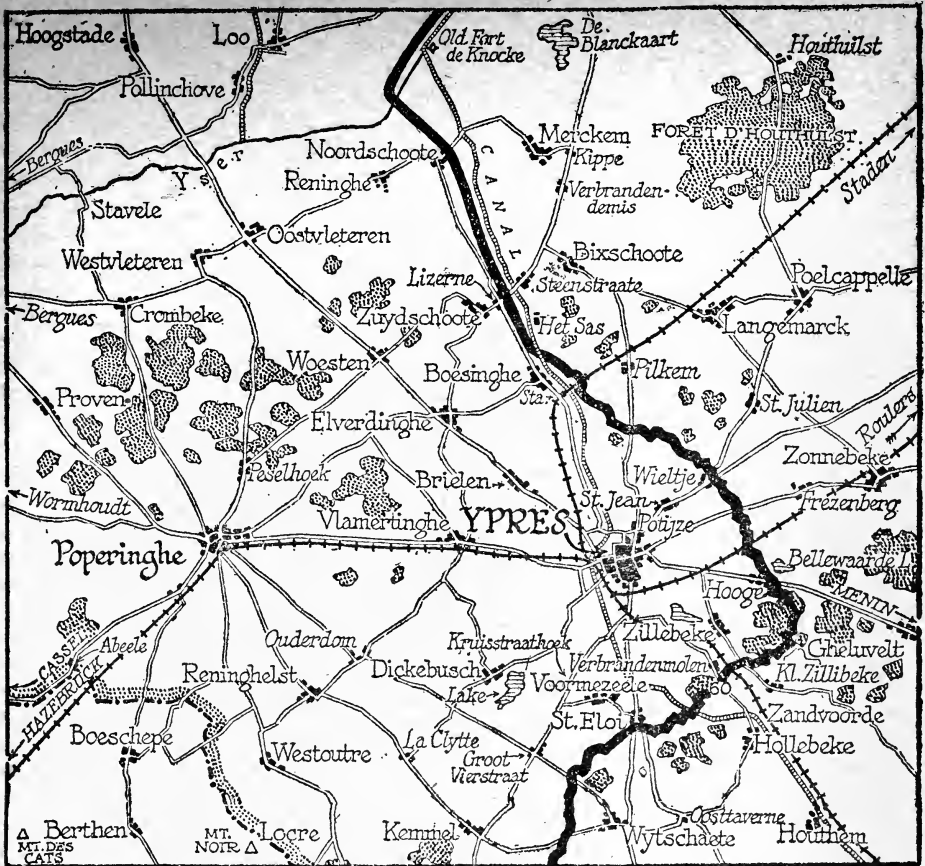 Hoogstade
Loo
Old Fort
de Knocke
De
Blanckaart
Houthulst
Pollinchove
FORÊT D'HOUTHULST
Bergues
Yser
Noordschoote
Merckem
Kippe
CANAL
Staden
Reninghe
Verbranden-
demis
Stavele
Oostvleteren
Westvleteren
Bixschoote
Lizerne
Steenstraate
Poelcappelle
Bergues
Crombeke
Zuydschoote
Het Sas
Langemarck
Woesten
Boesinghe
Pilkem
Proven
Sta.
St. Julien
Elverdinghe
Roulers
Peselhoek
Brielen
Wieltje
Zonnebeke
Wormhoudt
St. Jean
Frezenberg
Vlamertinghe
YPRES
Potijze
Poperinghe
Bellewaarde L.
Hooge
MENIN
CASSEL
Abeele
Ouderdom
Kruisstraathoek
Zillebeke
Gheluvelt
HAZEBRUCK
Reninghelst
Dickebusch
Verbrandenmolen
Kl. Zillibeke
Lake
Voormezeele
60
Zandvoorde
Boeschepe
Westoutre
La Clytte
St. Eloi
Hollebeke
Groot
Vierstraat
Berthen
MT. DES
CATS
MT.
NOIR
Locre
Kemmel
Wytschaete
Oosttaverne
Houthem